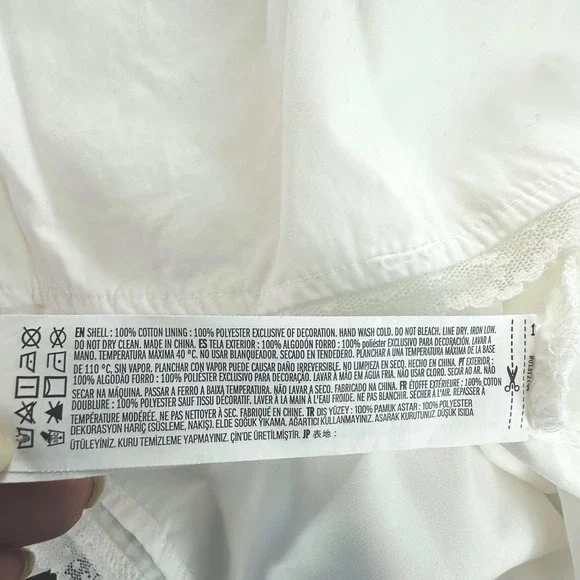 EN SHELL : 100% COTTON LINING : 100% POLYESTER EXCLUSIVE OF DECORATION. HAND WASH COLD. DO NOT BLEACH. LINE DRY. IRON LOW.
DO NOT DRY CLEAN. MADE IN CHINA. ES TELA EXTERIOR : 100% ALGODÓN FORRO : 100% poliéster EXCLUSIVO PARA DECORACIÓN. LAVAR A
MANO. TEMPERATURA MÁXIMA 40 °C. NO USAR BLANQUEADOR. SECADO EN TENDEDERO. PLANCHAR A UNA TEMPERATURA MÁXIMA DE LA BASE
DE 110 °C, SIN VAPOR. PLANCHAR CON VAPOR PUEDE CAUSAR DAÑO IRREVERSIBLE. NO LIMPIEZA EN SECO. HECHO EN CHINA. PT EXTERIOR :
100% ALGODÃO FORRO : 100% POLIÉSTER EXCLUSIVO PARA DECORAÇÃO. LAVAR À MÃO EM ÁGUA FRIA. NÃO USAR CLORO. SECAR AO AR. NÃO
SECAR NA MÁQUINA. PASSAR A FERRO A BAIXA TEMPERATURA. NÃO LAVAR À SECO. FABRICADO NA CHINA. FR ÉTOFFE EXTÉRIEURE : 100% COTON
DOUBLURE : 100% POLYESTER SAUF TISSU DÉCORATIF. LAVER À LA MAIN À L'EAU FROIDE. NE PAS BLANCHIR. SÉCHER À L'AIR. REPASSER À
TEMPÉRATURE MODÉRÉE. NE PAS NETTOYER À SEC. FABRIQUÉ EN CHINE. TR DIŞ YÜZEY : 100% PAMUK ASTAR : 100% POLYESTER
DEKORASYON HARİÇ (SÜSLEME, NAKIŞ). ELDE SOĞUK YIKAMA. AĞARTICI KULLANMAYINIZ. ASARAK KURUTUNUZ. DÜŞÜK ISIDA
ÜTÜLEYİNİZ. KURU TEMİZLEME YAPMAYINIZ. ÇİN'DE ÜRETİLMİŞTİR. JP 表地 :